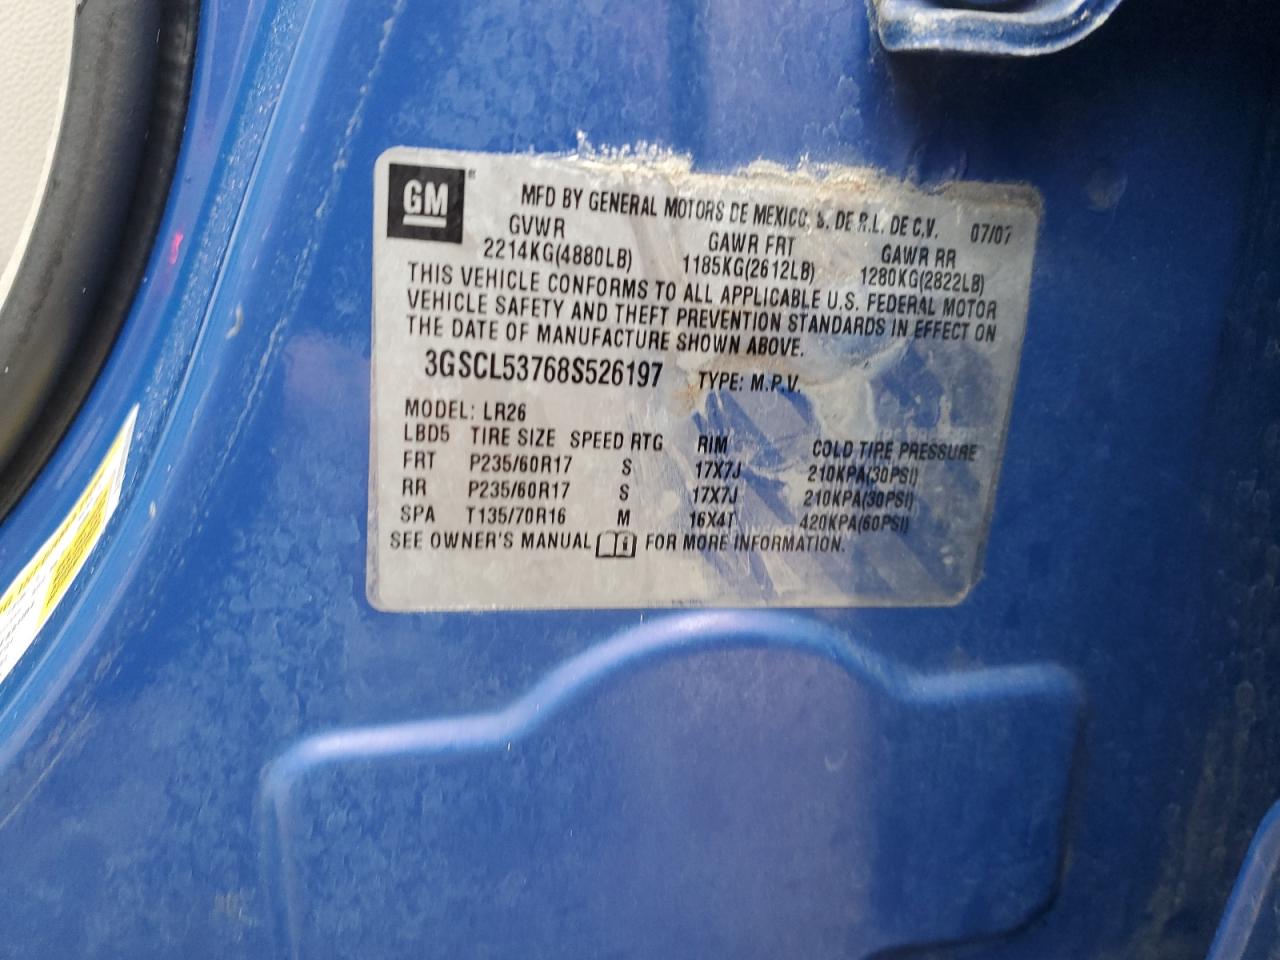 GM
MFD BY GENERAL MOTORS DE MEXICO, S. DE R.L. DE C.V. 07/07
GVWR GAWR FRT GAWR RR
2214KG(4880LB) 1185KG(2612LB) 1280KG(2822LB)
THIS VEHICLE CONFORMS TO ALL APPLICABLE U.S. FEDERAL MOTOR
VEHICLE SAFETY AND THEFT PREVENTION STANDARDS IN EFFECT ON
THE DATE OF MANUFACTURE SHOWN ABOVE.
3GSCL53768S526197 TYPE: M.P.V.
MODEL: LR26
LBD5 TIRE SIZE SPEED RTG RIM COLD TIRE PRESSURE
FRT P235/60R17 S 17X7J 210KPA(30PSI)
RR P235/60R17 S 17X7J 210KPA(30PSI)
SPA T135/70R16 M 16X4T 420KPA(60PSI)
SEE OWNER'S MANUAL FOR MORE INFORMATION.